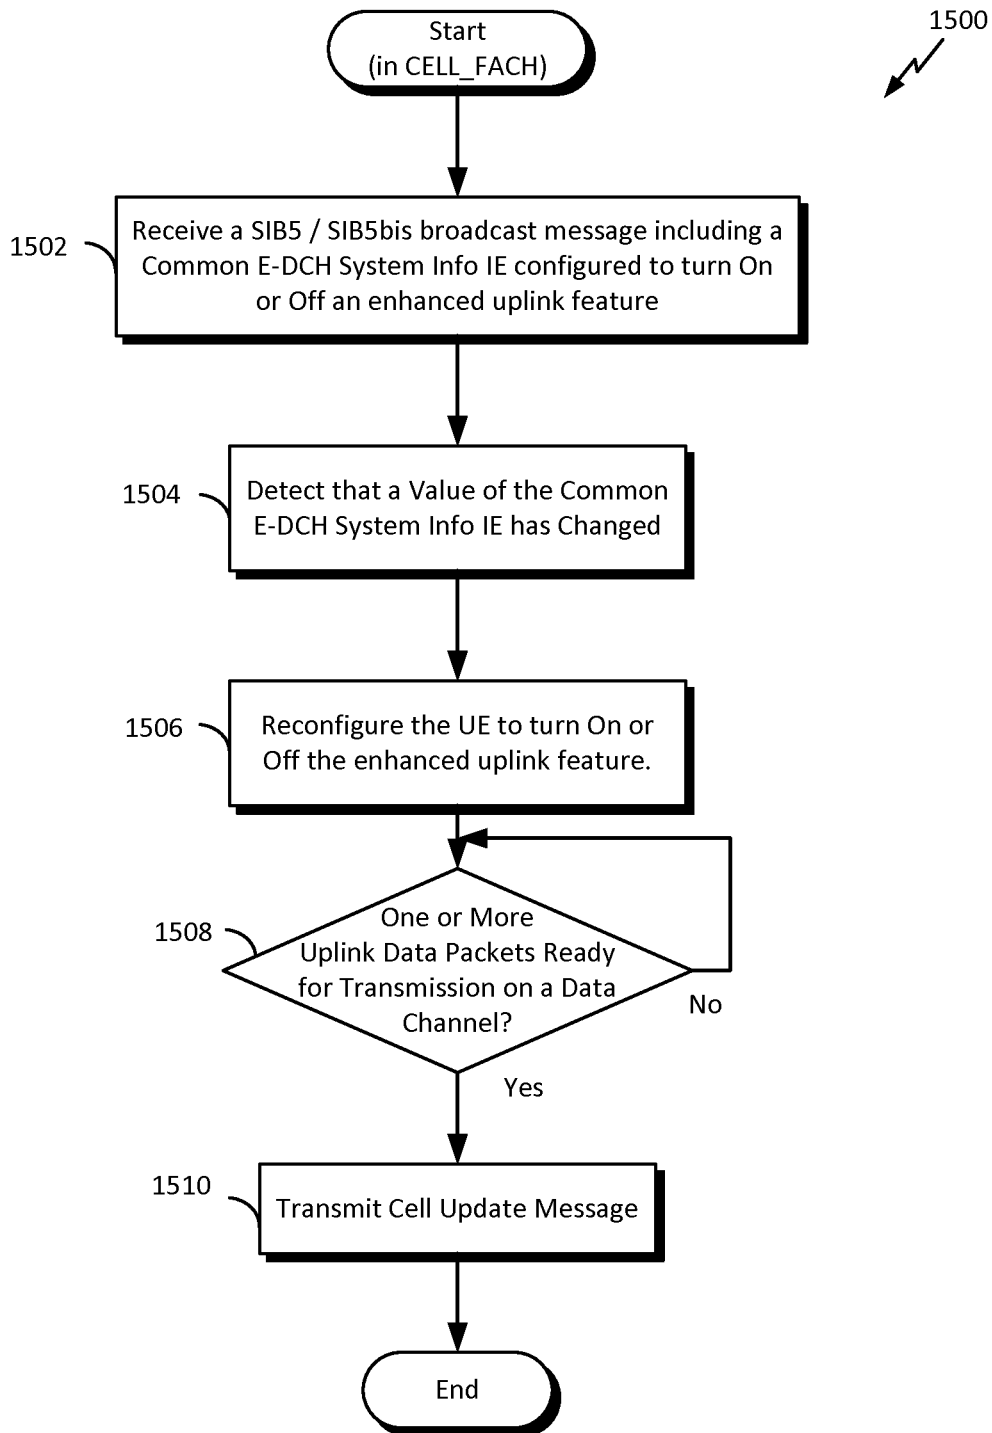 Start
(in CELL_FACH)
1500
1502
Receive a SIB5 / SIB5bis broadcast message including a
Common E-DCH System Info IE configured to turn On
or Off an enhanced uplink feature
1504
Detect that a Value of the Common
E-DCH System Info IE has Changed
1506
Reconfigure the UE to turn On or
Off the enhanced uplink feature.
1508
One or More
Uplink Data Packets Ready
for Transmission on a Data
Channel?
No
Yes
1510
Transmit Cell Update Message
End